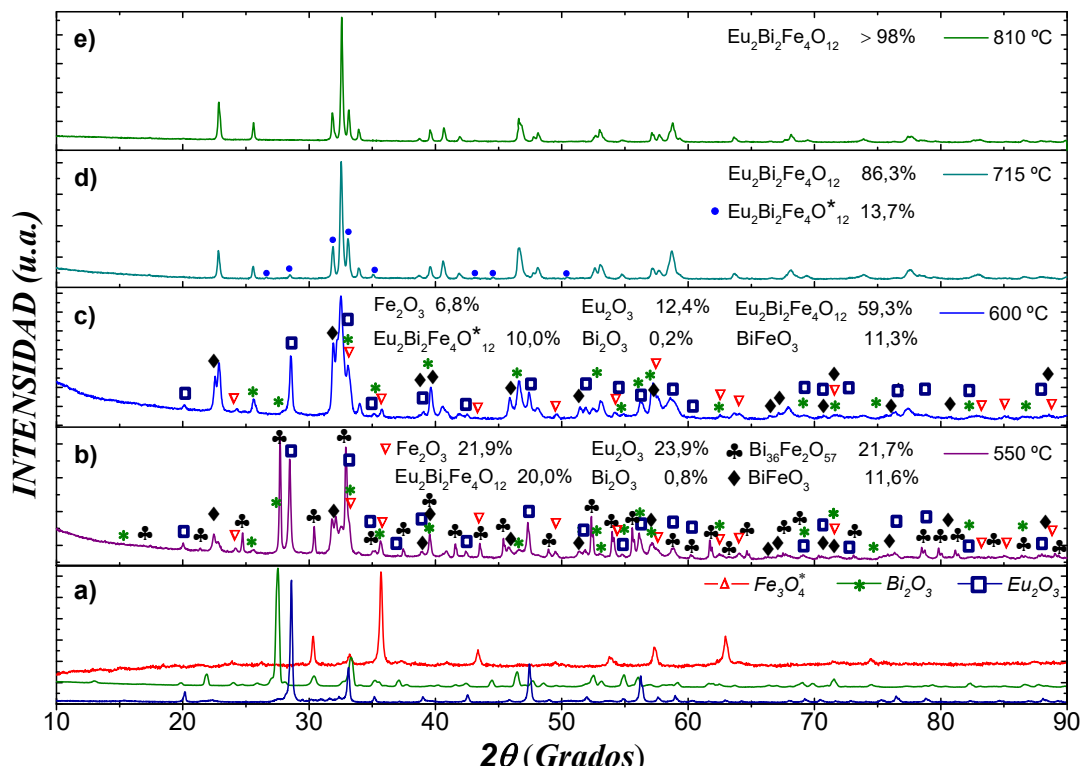 INTENSIDAD (u.a.)
e)
Eu₂Bi₂Fe₄O₁₂ > 98% 810 ºC
d)
Eu₂Bi₂Fe₄O₁₂ 86,3% 715 ºC
Eu₂Bi₂Fe₄O*₁₂ 13,7%
c)
Fe₂O₃ 6,8% Eu₂O₃ 12,4% Eu₂Bi₂Fe₄O₁₂ 59,3% 600 ºC
Eu₂Bi₂Fe₄O*₁₂ 10,0% Bi₂O₃ 0,2% BiFeO₃ 11,3%
b)
Fe₂O₃ 21,9% Eu₂O₃ 23,9% Bi₃₆Fe₂O₅₇ 21,7% 550 ºC
Eu₂Bi₂Fe₄O₁₂ 20,0% Bi₂O₃ 0,8% BiFeO₃ 11,6%
a)
Fe₃O₄* Bi₂O₃ Eu₂O₃
10 20 30 40 50 60 70 80 90
2θ (Grados)